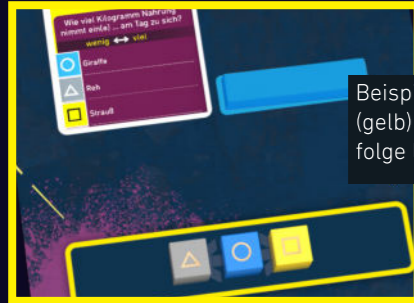 Wie viel Kilogramm Nahrung
nimmt ein(e) ... am Tag zu sich?
wenig ↔ viel
Giraffe
Reh
Strauß
Beisp
(gelb)
folge